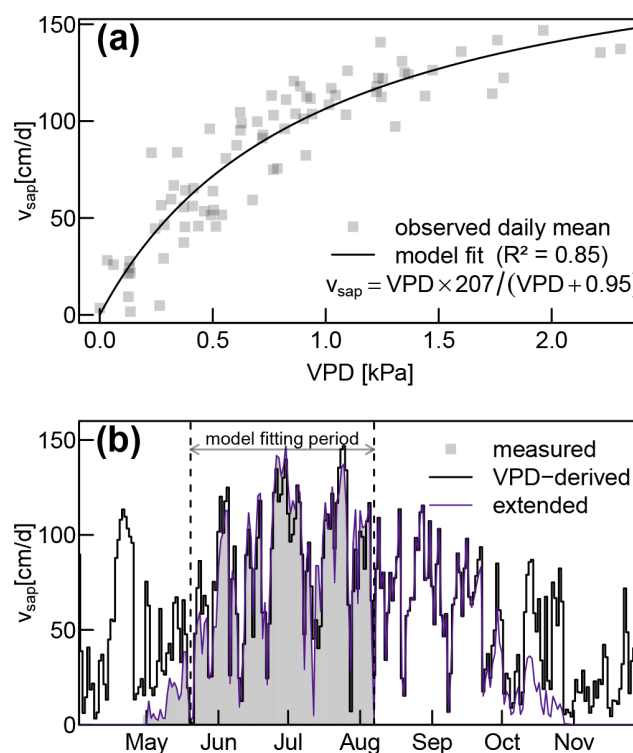 (a)
150
100
50
0
v_sap[cm/d]
observed daily mean
model fit (R² = 0.85)
v_sap = VPD × 207 / (VPD + 0.95)
0.0 0.5 1.0 1.5 2.0
VPD [kPa]
(b)
model fitting period
150
100
50
0
v_sap[cm/d]
measured
VPD−derived
extended
May Jun Jul Aug Sep Oct Nov